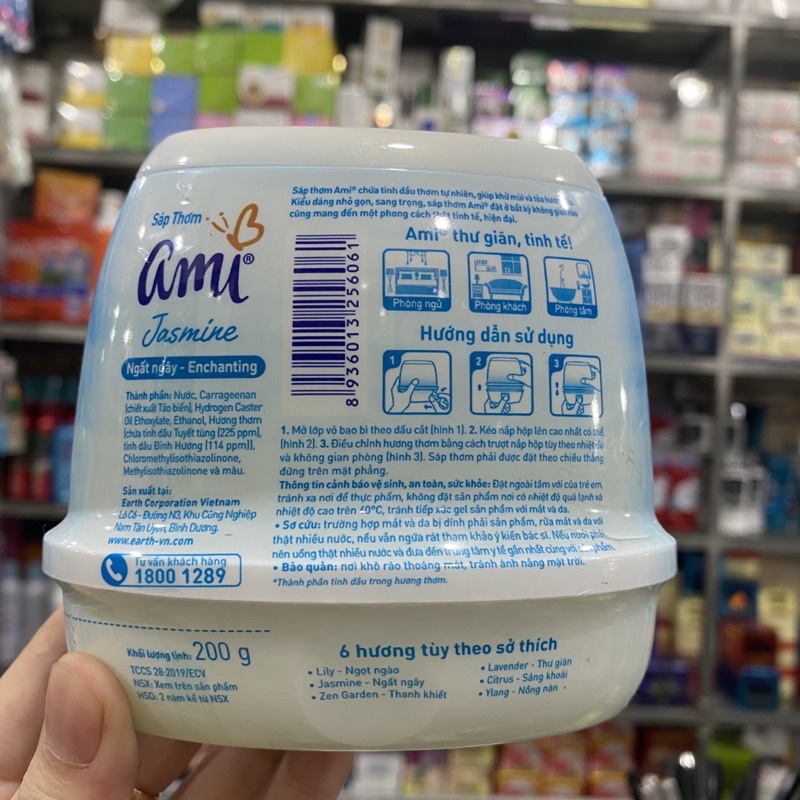 Sáp Thơm
ami®
Jasmine
Ngất ngây - Enchanting
Thành phần: Nước, Carrageenan
(chiết xuất Tảo biển), Hydrogen Caster
Oil Ethoxylate, Ethanol, Hương thơm
(chứa tinh dầu Tuyết tùng (225 ppm),
tinh dầu Đinh Hương (114 ppm)),
Chloromethylisothiazolinone,
Methylisothiazolinone và màu.
Sản xuất tại:
Earth Corporation Vietnam
Lô C6 - Đường N3, Khu Công Nghiệp
Nam Tân Uyên, Bình Dương.
www.earth-vn.com
Tư vấn khách hàng
1800 1289
Sáp thơm Ami® chứa tinh dầu thơm tự nhiên, giúp khử mùi và tỏa hương
Kiểu dáng nhỏ gọn, sang trọng, sáp thơm Ami® đặt ở bất kỳ không gian nào
cũng mang đến một phong cách thật tinh tế, hiện đại.
8 936013 256061
Ami® thư giãn, tinh tế!
Phòng ngủ
Phòng khách
Phòng tắm
Hướng dẫn sử dụng
1
2
3
1. Mở lớp vỏ bao bì theo dấu cắt (hình 1). 2. Kéo nắp hộp lên cao nhất có thể
(hình 2). 3. Điều chỉnh hương thơm bằng cách trượt nắp hộp tùy theo nhiệt độ
và không gian phòng (hình 3). Sáp thơm phải được đặt theo chiều thẳng
đứng trên mặt phẳng.
Thông tin cảnh báo vệ sinh, an toàn, sức khỏe: Đặt ngoài tầm với của trẻ em,
tránh xa nơi để thực phẩm, không đặt sản phẩm nơi có nhiệt độ quá lạnh và
nhiệt độ cao trên 40°C, tránh tiếp xúc gel sản phẩm với mắt và da.
• Sơ cứu: trường hợp mắt và da bị dính phải sản phẩm, rửa mắt và da với
thật nhiều nước, nếu vẫn ngứa rát tham khảo ý kiến bác sĩ. Nếu nuốt phải
nên uống thật nhiều nước và đưa đến trung tâm y tế gần nhất cùng với sản phẩm.
• Bảo quản: nơi khô ráo thoáng mát, tránh ánh nắng mặt trời.
*Thành phần tinh dầu trong hương thơm.
Khối lượng tịnh: 200 g
TCCS 28:2019/ECV
NSX: Xem trên sản phẩm
HSD: 2 năm kể từ NSX
6 hương tùy theo sở thích
• Lily - Ngọt ngào
• Jasmine - Ngất ngây
• Zen Garden - Thanh khiết
• Lavender - Thư giãn
• Citrus - Sảng khoái
• Ylang - Nồng nàn